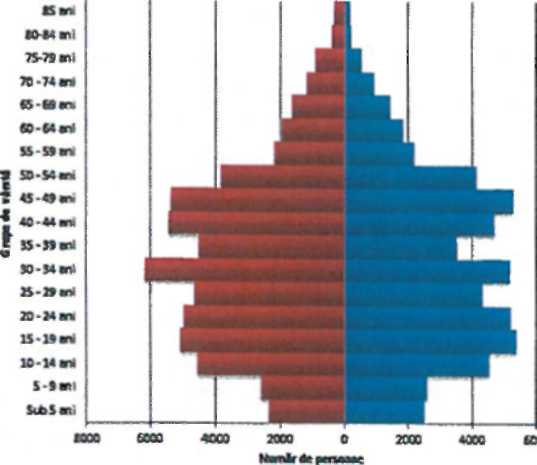 85 ani
80-84 ani
75-79 ani
70 - 74 ani
65 - 69 ani
60 - 64 ani
55 - 59 ani
50 - 54 ani
45 - 49 ani
40 - 44 ani
35 - 39 ani
30 - 34 ani
25 - 29 ani
20 - 24 ani
15 - 19 ani
10 - 14 ani
5 - 9 ani
Sub 5 ani
Grupa de vârstă
8000 6000 4000 2000 0 2000 4000
Număr de persoane